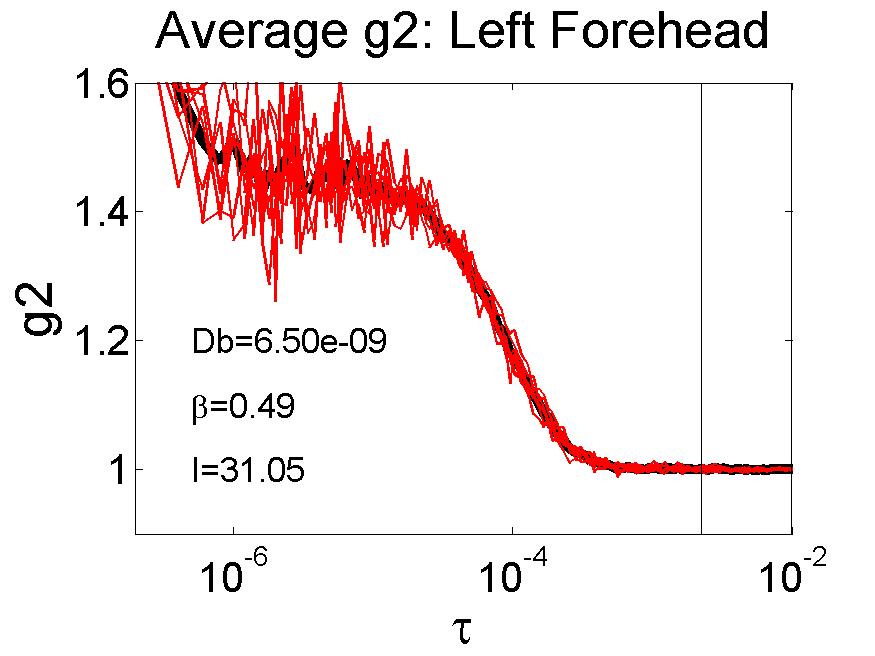 Average g2: Left Forehead
1.6
1.4
1.2
1
g2
Db=6.50e-09
β=0.49
I=31.05
10^-6 10^-4 10^-2
τ